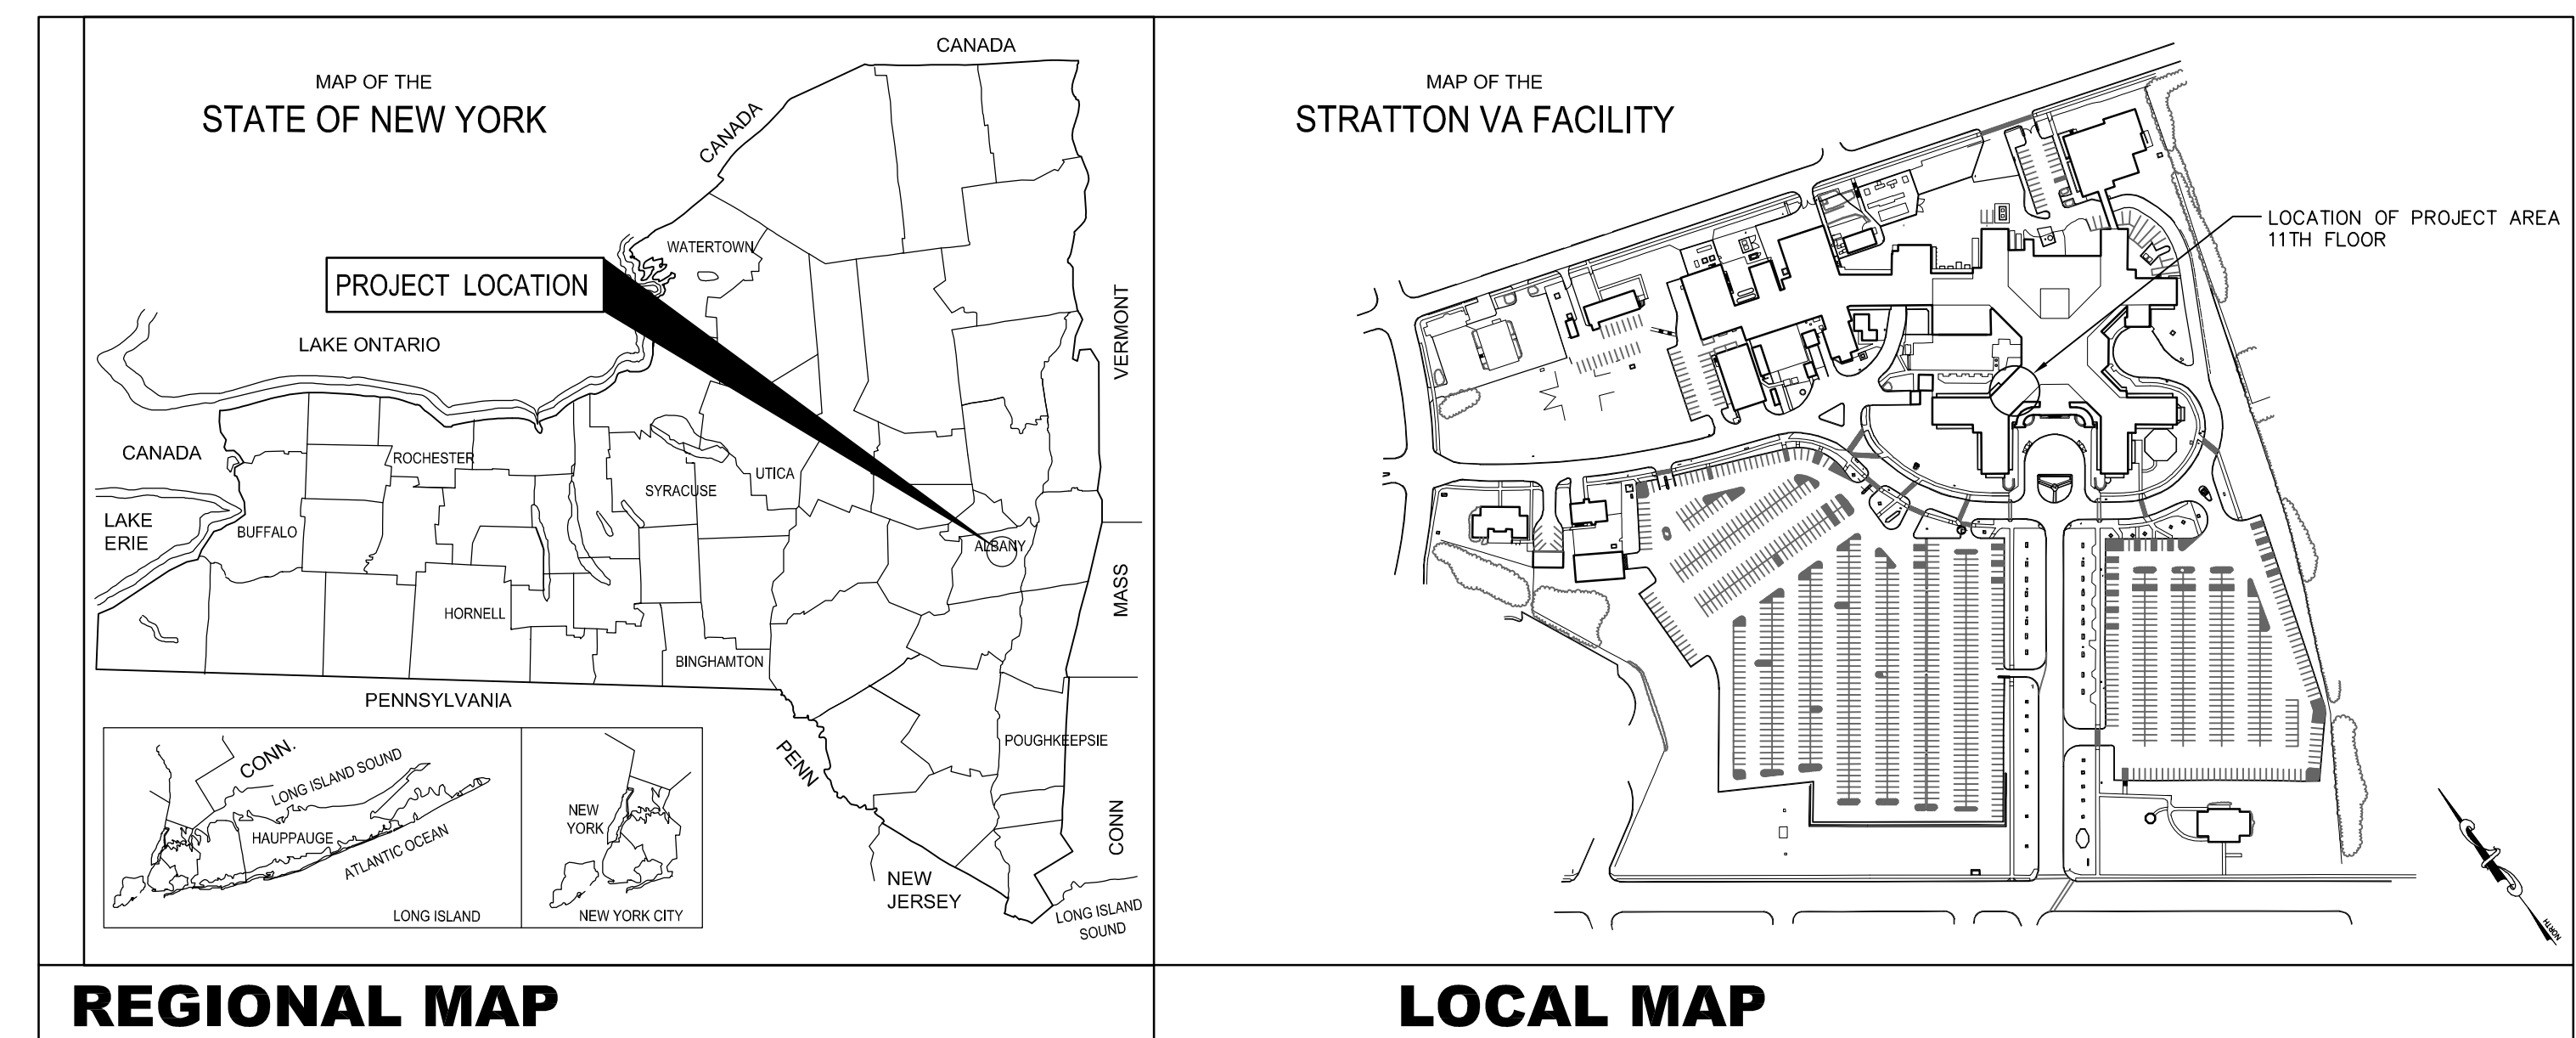 MAP OF THE
STATE OF NEW YORK
CANADA
CANADA
WATERTOWN
PROJECT LOCATION
LAKE ONTARIO
VERMONT
CANADA
ROCHESTER
SYRACUSE
UTICA
LAKE
ERIE
BUFFALO
ALBANY
MASS
HORNELL
BINGHAMTON
PENNSYLVANIA
POUGHKEEPSIE
PENN
CONN
NEW
JERSEY
LONG ISLAND
SOUND
CONN.
LONG ISLAND SOUND
HAUPPAUGE
ATLANTIC OCEAN
LONG ISLAND
NEW
YORK
NEW YORK CITY
REGIONAL MAP
MAP OF THE
STRATTON VA FACILITY
LOCATION OF PROJECT AREA
11TH FLOOR
NORTH
LOCAL MAP